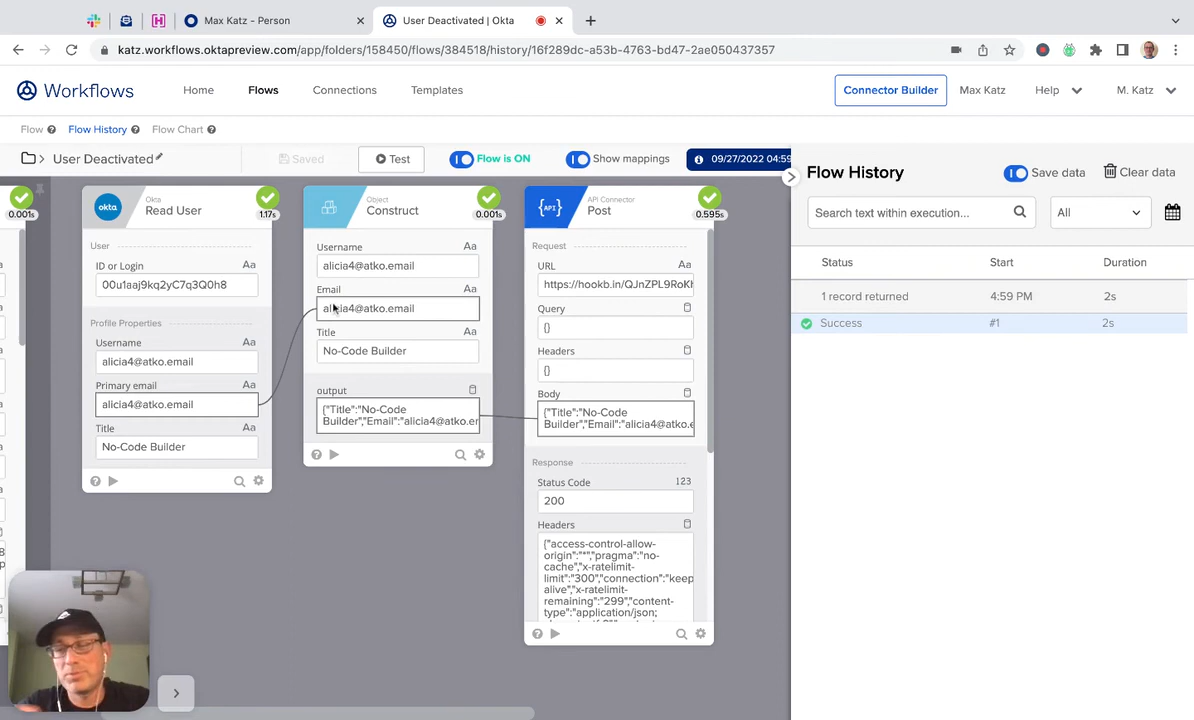 Max Katz - Person
User Deactivated | Okta
katz.workflows.oktapreview.com/app/folders/158450/flows/384518/history/16f289dc-a53b-4763-bd47-2ae050437357
Workflows
Home
Flows
Connections
Templates
Connector Builder
Max Katz
Help
M. Katz
Flow
Flow History
Flow Chart
User Deactivated
Saved
Test
Flow is ON
Show mappings
09/27/2022 04:59
0.001s
Okta
Read User
okta
1.17s
User
ID or Login
Aa
00u1aaj9kq2yC7q3Q0h8
Profile Properties
Username
Aa
alicia4@atko.email
Primary email
Aa
alicia4@atko.email
Title
Aa
No-Code Builder
Object
Construct
0.001s
Username
Aa
alicia4@atko.email
Email
Aa
alicia4@atko.email
Title
Aa
No-Code Builder
output
{"Title":"No-Code
Builder","Email":"alicia4@atko.er
API Connector
Post
{API}
0.595s
Request
URL
Aa
https://hookb.in/QJnZPL9RoKh
Query
{}
Headers
{}
Body
{"Title":"No-Code
Builder","Email":"alicia4@atko.e
Response
Status Code
123
200
Headers
{"access-control-allow-
origin":"*","pragma":"no-
cache","x-ratelimit-
limit":"300","connection":"keep
alive","x-ratelimit-
remaining":"299","content-
type":"application/json;
Flow History
Save data
Clear data
Search text within execution...
All
Status
Start
Duration
1 record returned
4:59 PM
2s
Success
#1
2s